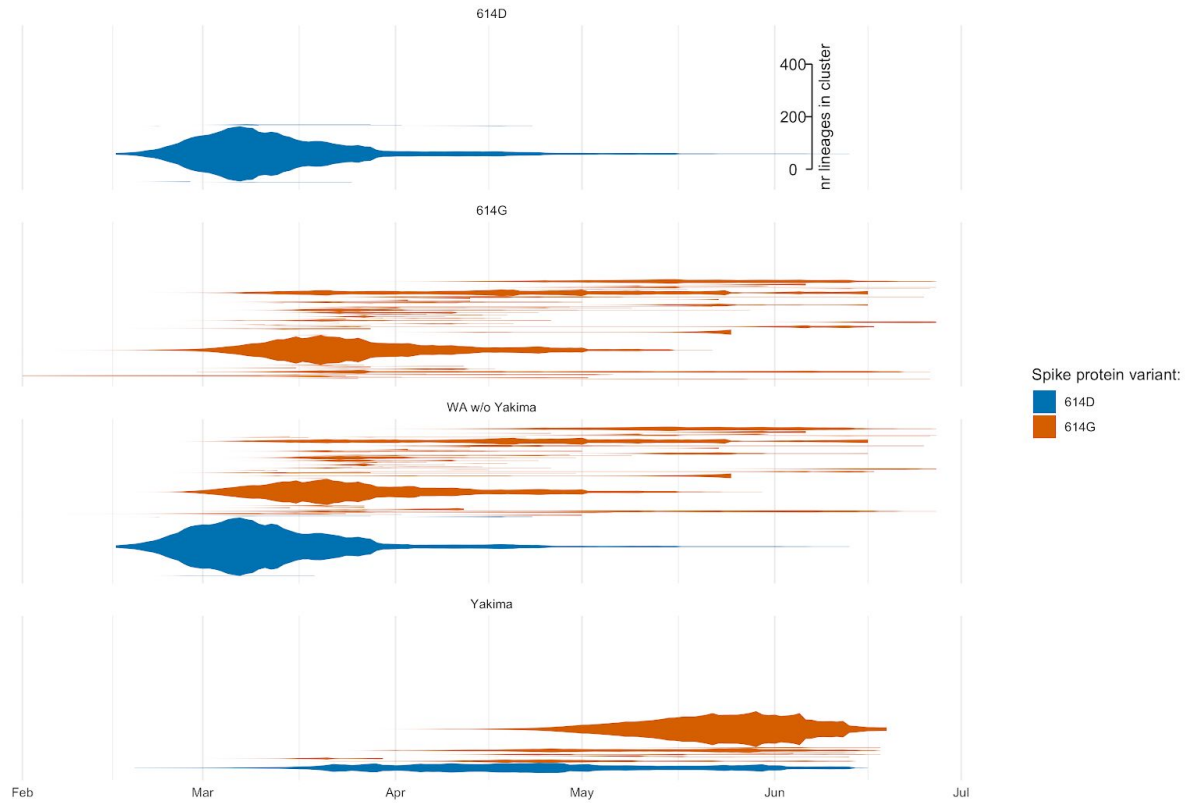 614D
400
200
0
nr lineages in cluster
614G
Spike protein variant:
614D
614G
WA w/o Yakima
Yakima
Feb
Mar
Apr
May
Jun
Jul